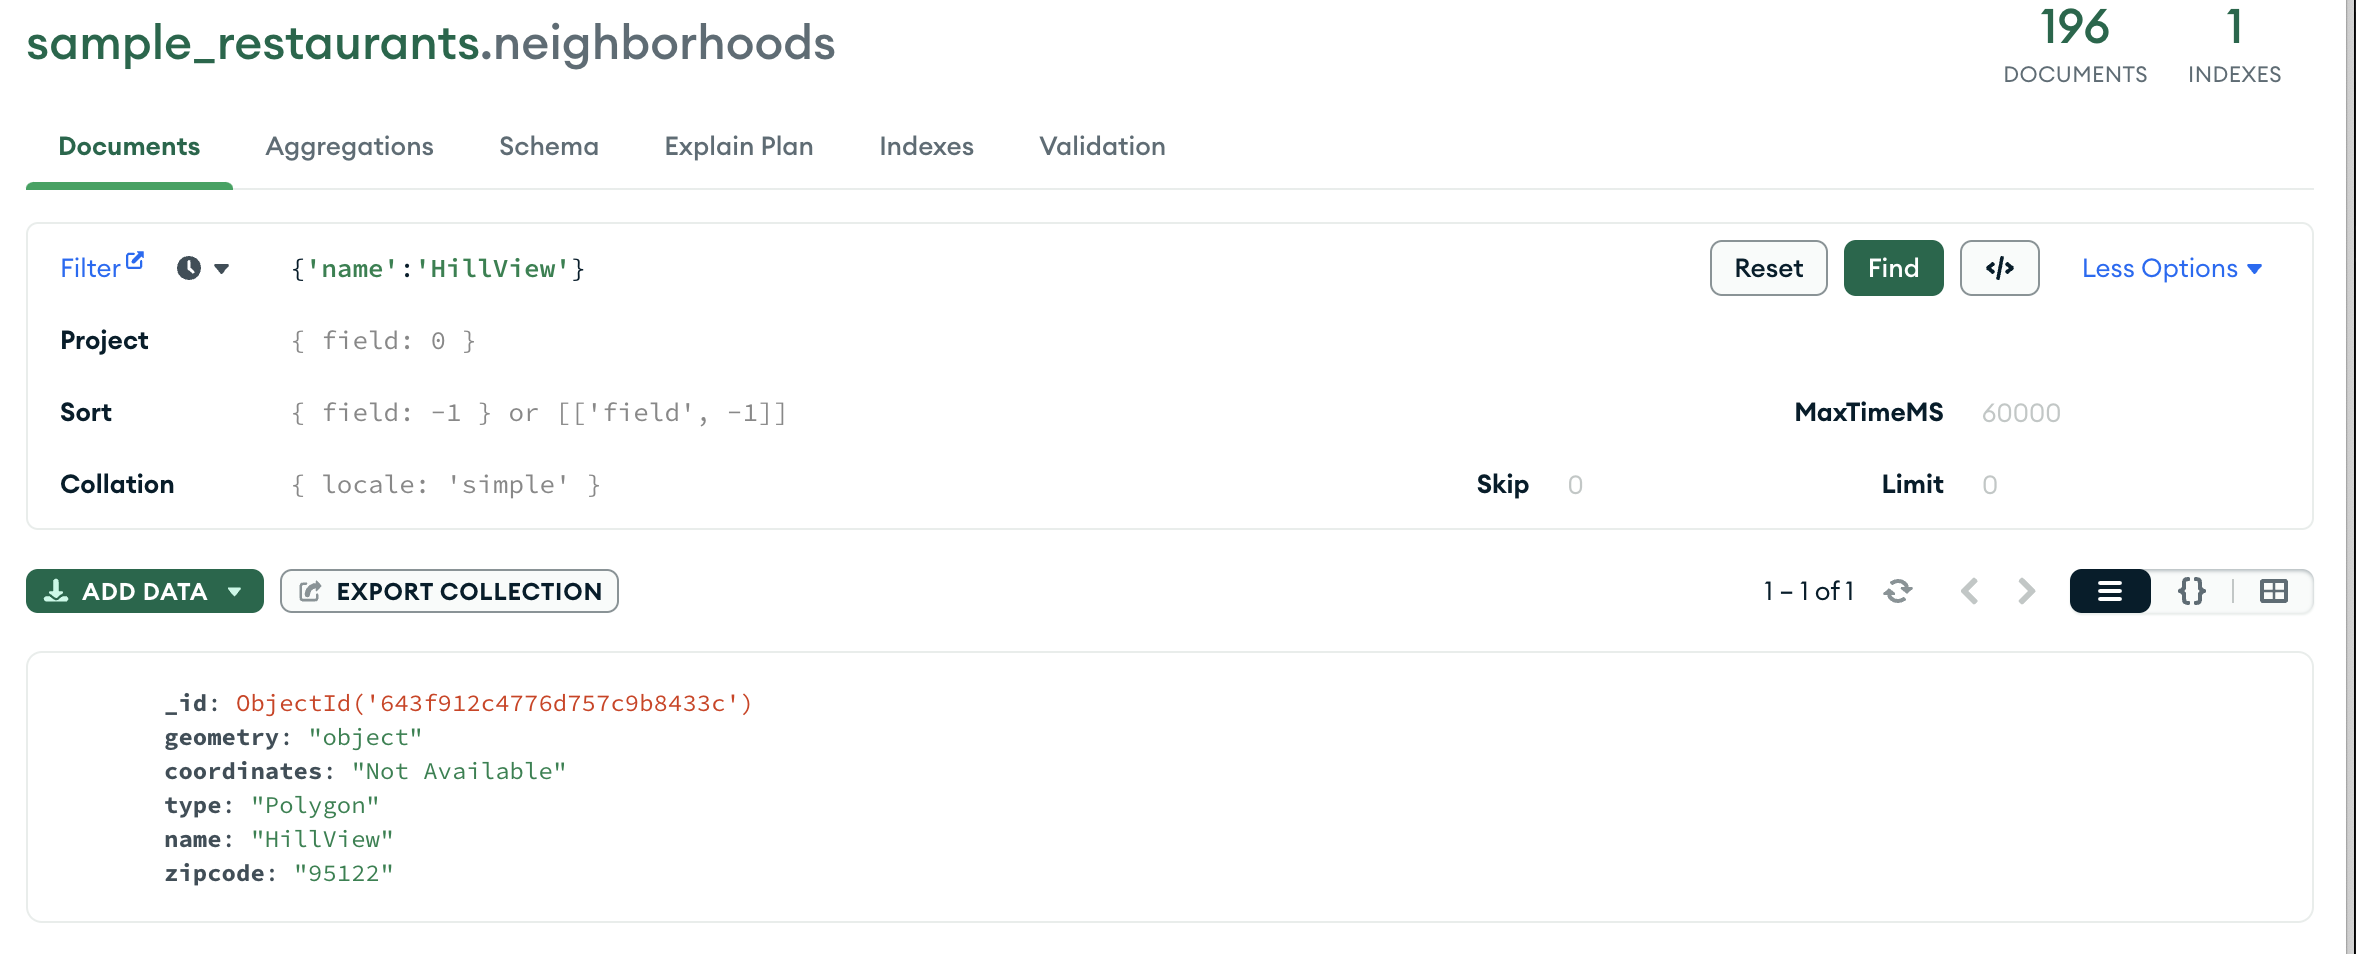 sample_restaurants.neighborhoods
196
DOCUMENTS
1
INDEXES
Documents Aggregations Schema Explain Plan Indexes Validation
Filter {'name':'HillView'} Reset Find </> Less Options
Project { field: 0 }
Sort { field: -1 } or [['field', -1]] MaxTimeMS 60000
Collation { locale: 'simple' } Skip 0 Limit 0
ADD DATA EXPORT COLLECTION 1 – 1 of 1 {}
_id: ObjectId('643f912c4776d757c9b8433c')
geometry: "object"
coordinates: "Not Available"
type: "Polygon"
name: "HillView"
zipcode: "95122"